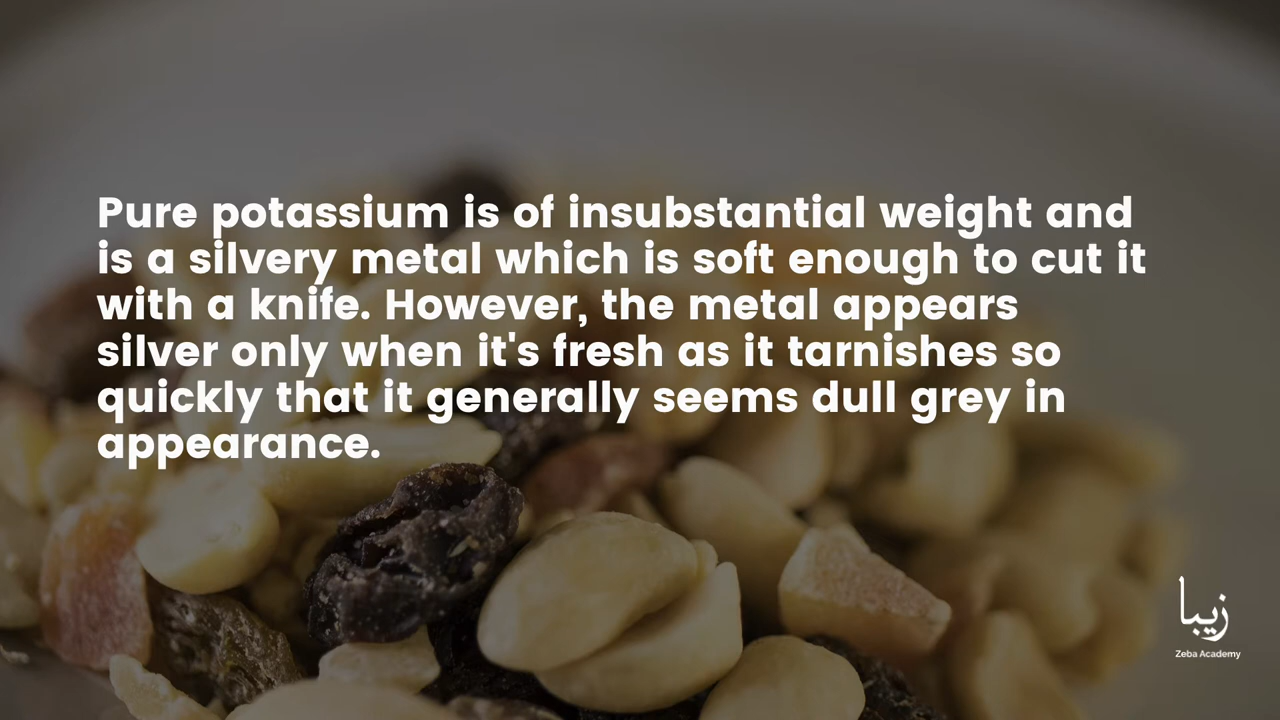 Pure potassium is of insubstantial weight and
is a silvery metal which is soft enough to cut it
with a knife. However, the metal appears
silver only when it's fresh as it tarnishes so
quickly that it generally seems dull grey in
appearance.
زيبا
Zeba Academy